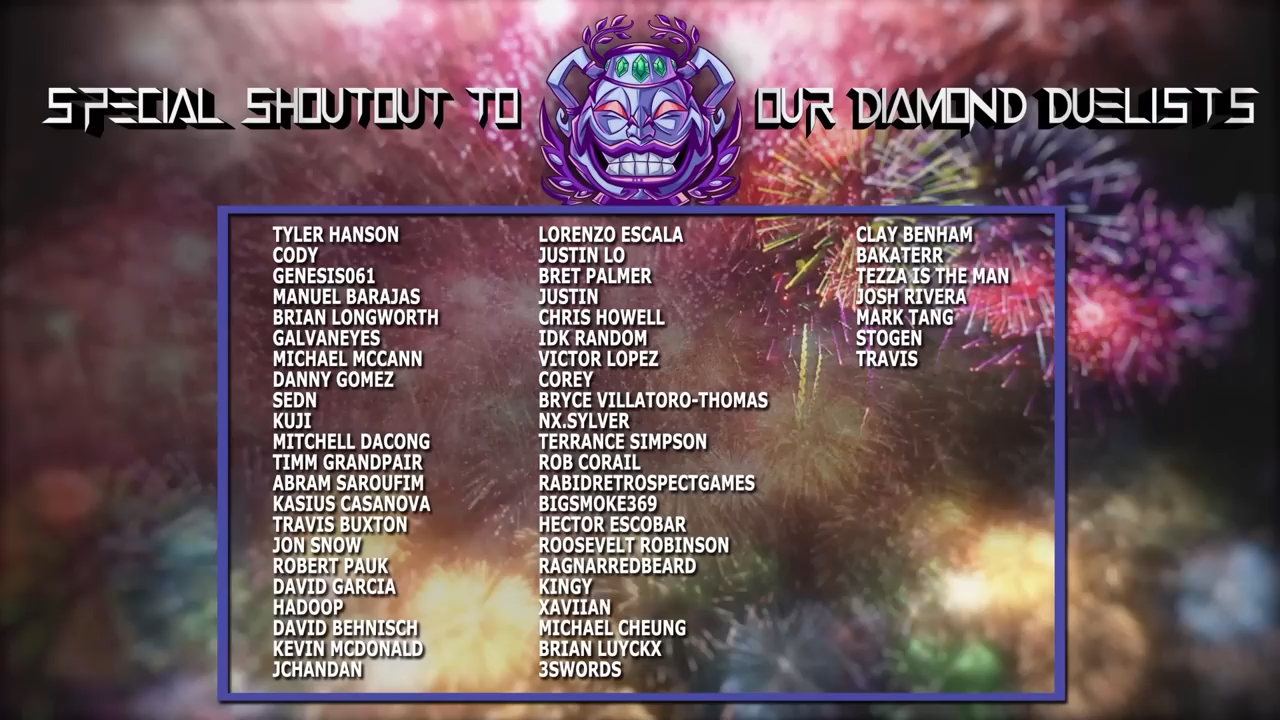 SPECIAL SHOUTOUT TO OUR DIAMOND DUELISTS
TYLER HANSON
CODY
GENESIS061
MANUEL BARAJAS
BRIAN LONGWORTH
GALVANEYES
MICHAEL MCCANN
DANNY GOMEZ
SEDN
KUJI
MITCHELL DACONG
TIMM GRANDPAIR
ABRAM SAROUFIM
KASIUS CASANOVA
TRAVIS BUXTON
JON SNOW
ROBERT PAUK
DAVID GARCIA
HADOOP
DAVID BEHNISCH
KEVIN MCDONALD
JCHANDAN
LORENZO ESCALA
JUSTIN LO
BRET PALMER
JUSTIN
CHRIS HOWELL
IDK RANDOM
VICTOR LOPEZ
COREY
BRYCE VILLATORO-THOMAS
NX.SYLVER
TERRANCE SIMPSON
ROB CORAIL
RABIDRETROSPECTGAMES
BIGSMOKE369
HECTOR ESCOBAR
ROOSEVELT ROBINSON
RAGNARREDBEARD
KINGY
XAVIIAN
MICHAEL CHEUNG
BRIAN LUYCKX
3SWORDS
CLAY BENHAM
BAKATERR
TEZZA IS THE MAN
JOSH RIVERA
MARK TANG
STOGEN
TRAVIS